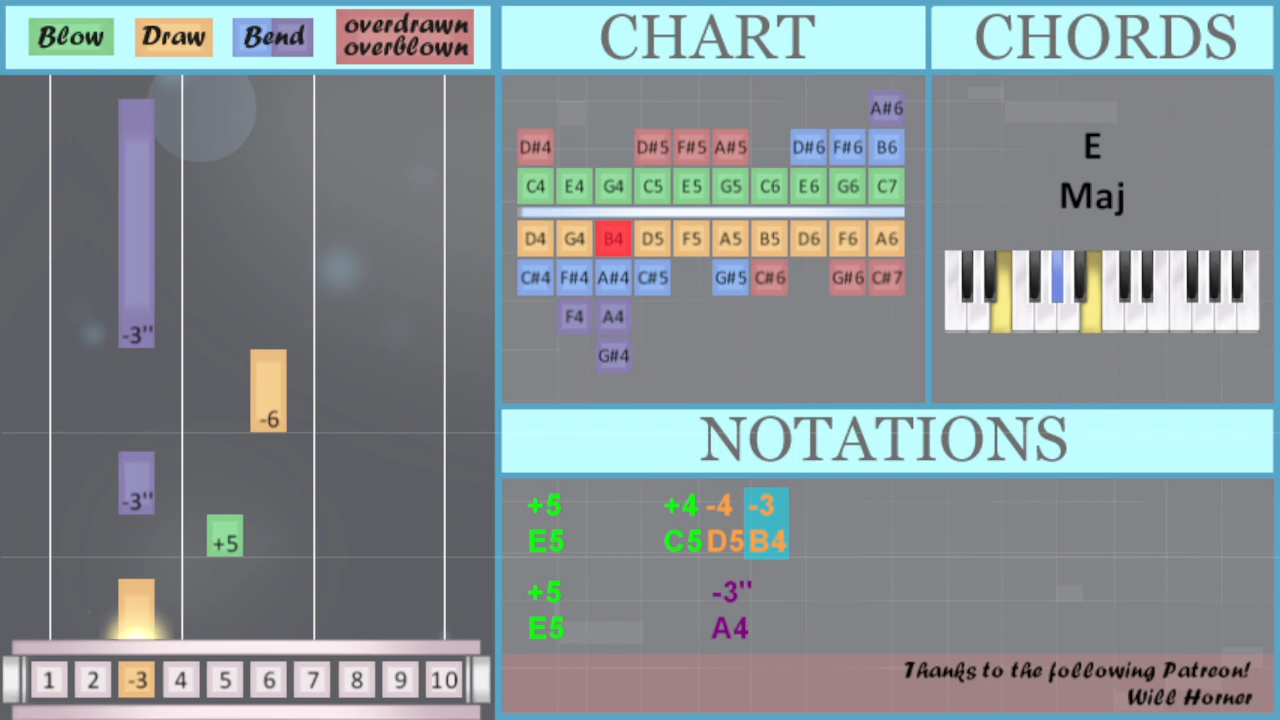 Blow Draw Bend overdrawn
overblown
CHART
CHORDS
-3''
-6
-3''
+5
1 2 -3 4 5 6 7 8 9 10
A#6
D#4 D#5 F#5 A#5 D#6 F#6 B6
C4 E4 G4 C5 E5 G5 C6 E6 G6 C7
D4 G4 B4 D5 F5 A5 B5 D6 F6 A6
C#4 F#4 A#4 C#5 G#5 C#6 G#6 C#7
F4 A4
G#4
E
Maj
NOTATIONS
+5 +4 -4 -3
E5 C5 D5 B4
+5 -3''
E5 A4
Thanks to the following Patreon!
Will Horner